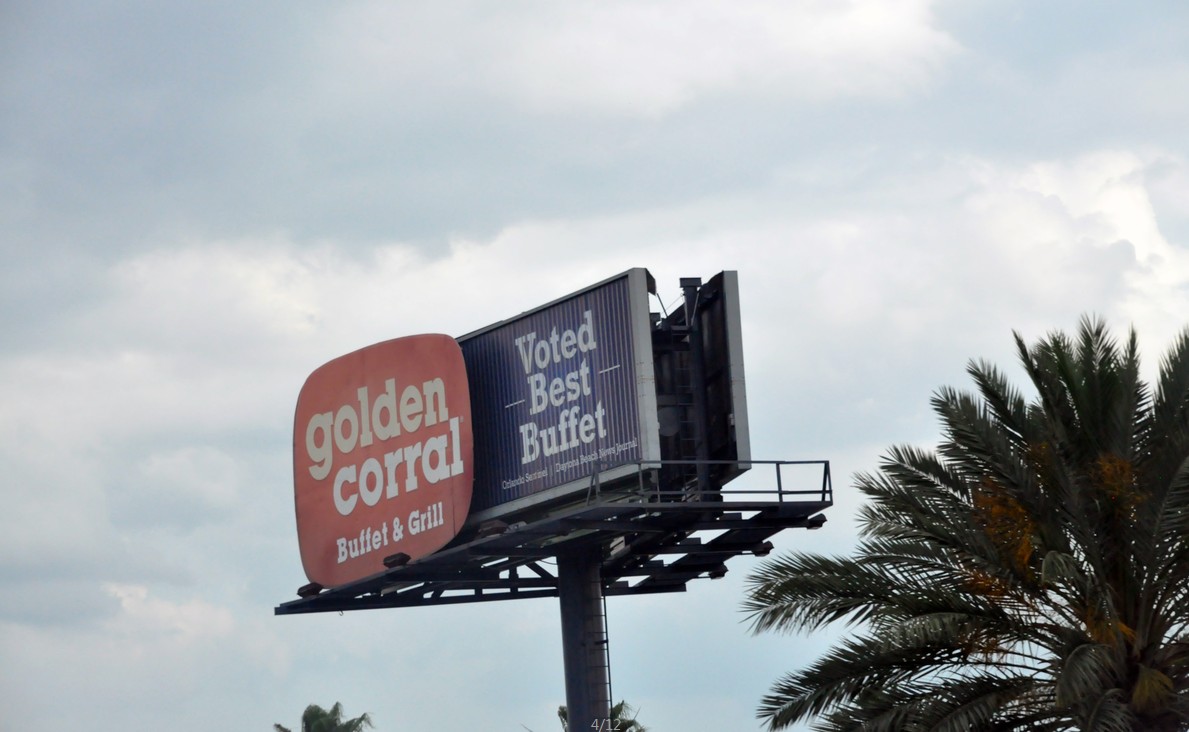 golden
corral
Buffet & Grill
Voted
Best
Buffet
Orlando Sentinel | Daytona Beach News Journal
4/12